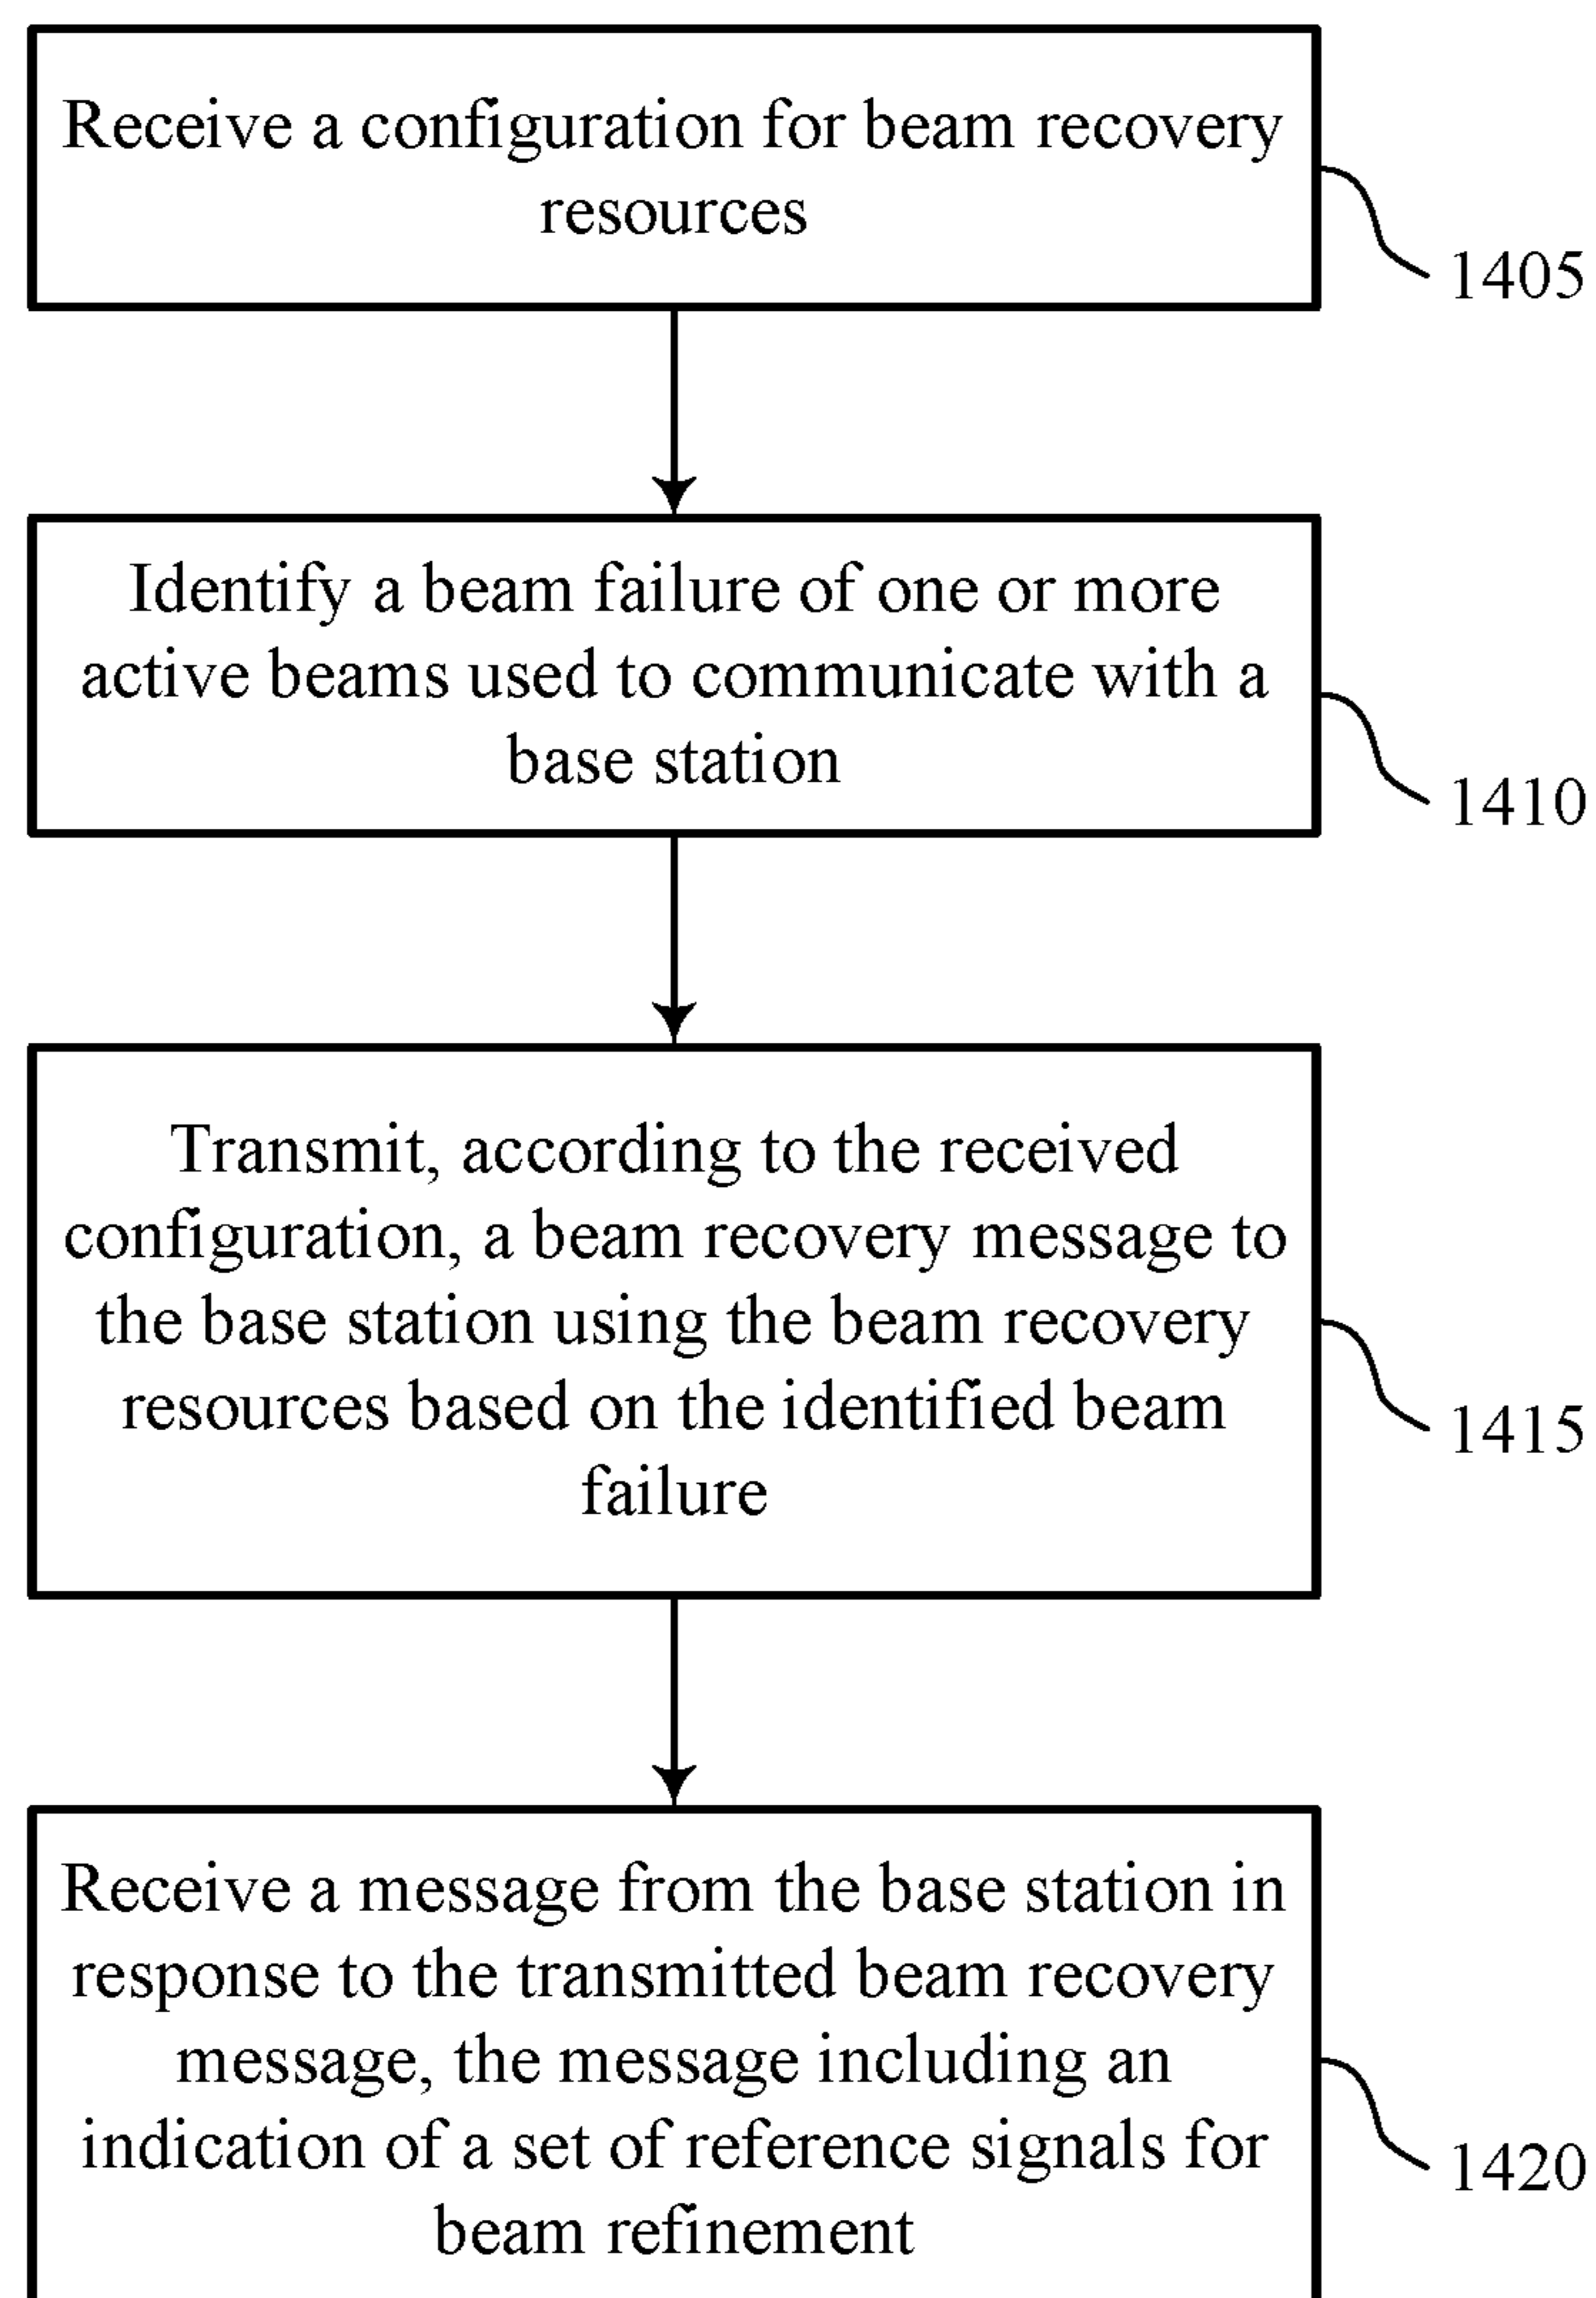 Receive a configuration for beam recovery
resources
1405
Identify a beam failure of one or more
active beams used to communicate with a
base station
1410
Transmit, according to the received
configuration, a beam recovery message to
the base station using the beam recovery
resources based on the identified beam
failure
1415
Receive a message from the base station in
response to the transmitted beam recovery
message, the message including an
indication of a set of reference signals for
beam refinement
1420